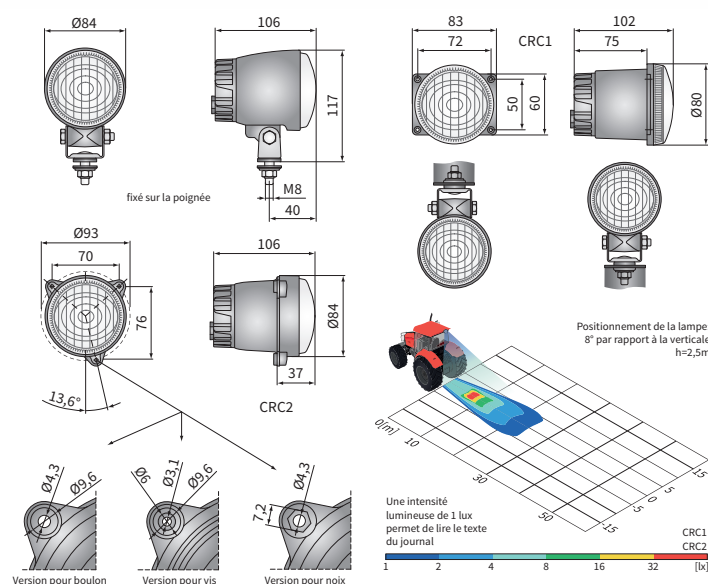 Ø84
106
117
M8
40
fixé sur la poignée
83
72
CRC1
50
60
102
75
Ø80
Ø93
70
76
13,6°
106
Ø84
37
CRC2
Positionnement de la lampe
8° par rapport à la verticale
h=2,5m
0[m]
10
30
50
15
5
0
-5
-15
Ø4,3
Ø9,6
Version pour boulon
Ø6
Ø3,1
Ø9,6
Version pour vis
7,2
Ø4,3
Version pour noix
Une intensité
lumineuse de 1 lux
permet de lire le texte
du journal
CRC1
CRC2
1 2 4 8 16 32 [lx]